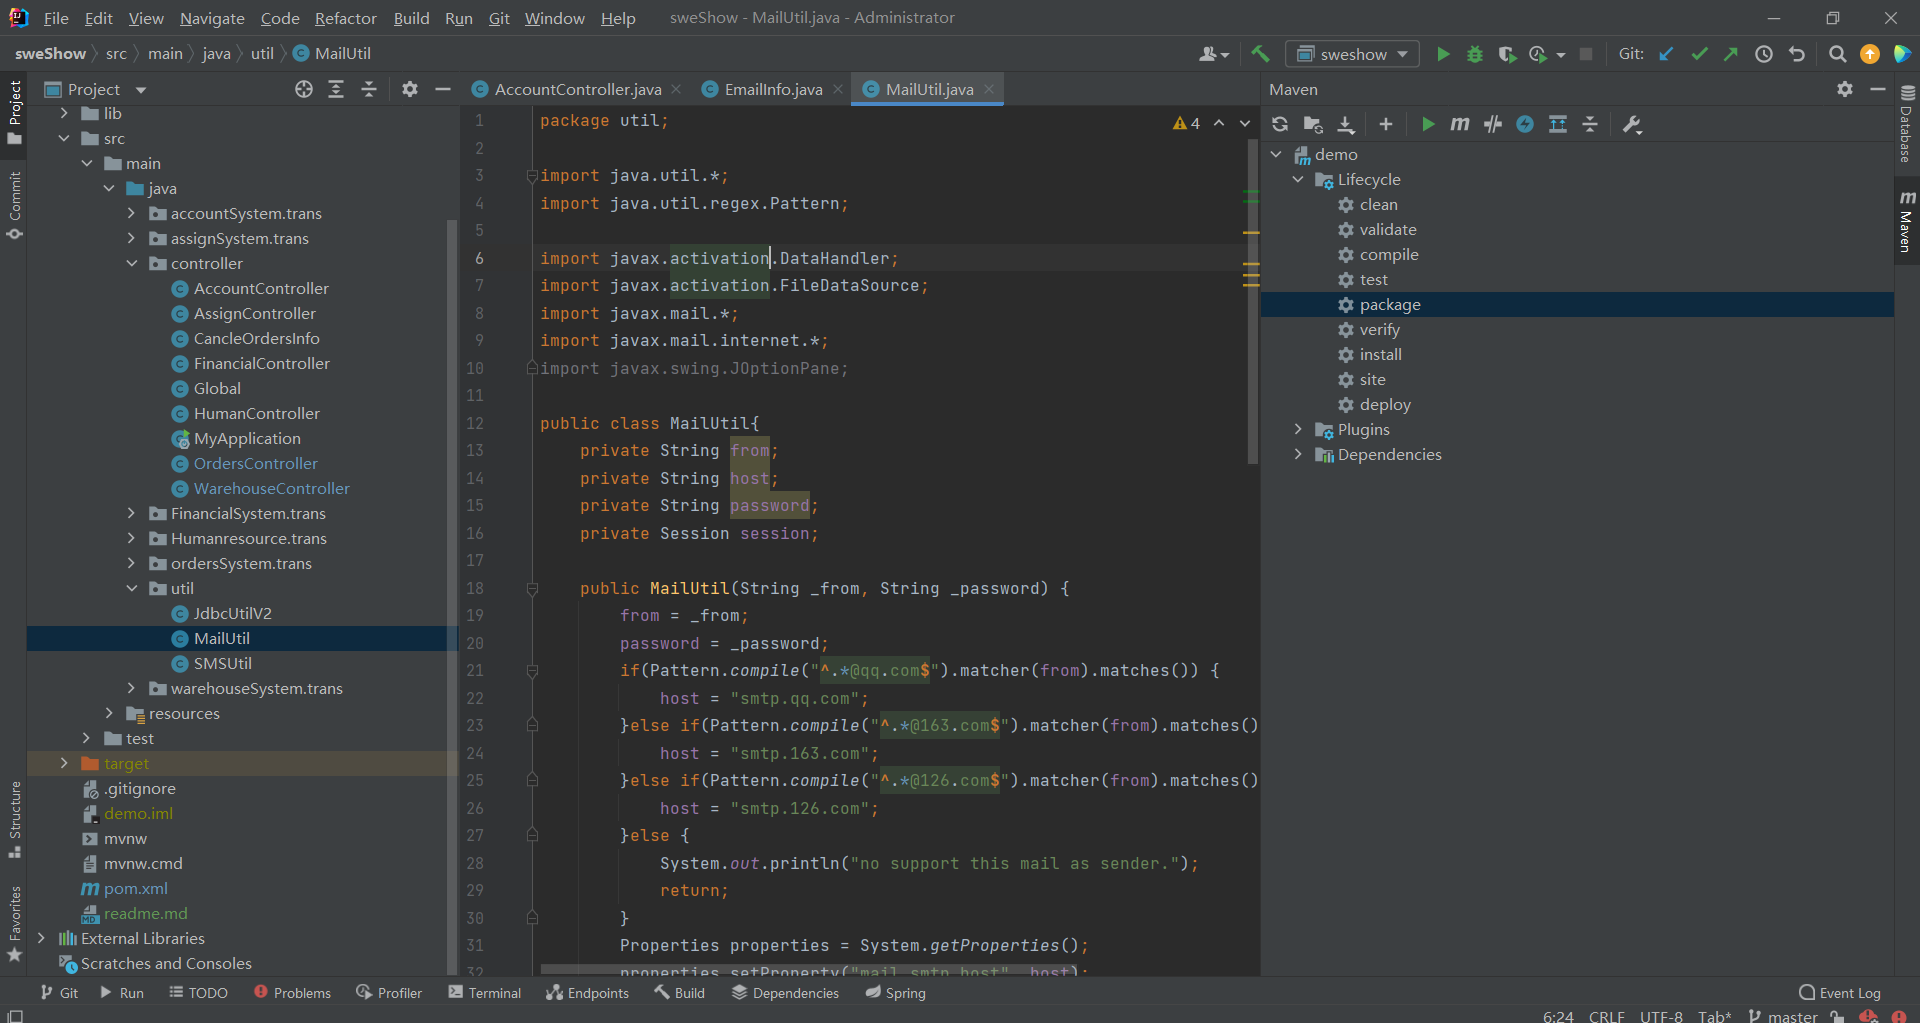 File Edit View Navigate Code Refactor Build Run Git Window Help sweShow - MailUtil.java - Administrator
sweShow src main java util MailUtil sweshow Git:
Project
Commit
Structure
Favorites
Project
lib
src
main
java
accountSystem.trans
assignSystem.trans
controller
AccountController
AssignController
CancleOrdersInfo
FinancialController
Global
HumanController
MyApplication
OrdersController
WarehouseController
FinancialSystem.trans
Humanresource.trans
ordersSystem.trans
util
JdbcUtilV2
MailUtil
SMSUtil
warehouseSystem.trans
resources
test
target
.gitignore
demo.iml
mvnw
mvnw.cmd
pom.xml
readme.md
External Libraries
Scratches and Consoles
AccountController.java EmailInfo.java MailUtil.java
4
1 package util;
2
3 import java.util.*;
4 import java.util.regex.Pattern;
5
6 import javax.activation.DataHandler;
7 import javax.activation.FileDataSource;
8 import javax.mail.*;
9 import javax.mail.internet.*;
10 import javax.swing.JOptionPane;
11
12 public class MailUtil{
13 private String from;
14 private String host;
15 private String password;
16 private Session session;
17
18 public MailUtil(String _from, String _password) {
19 from = _from;
20 password = _password;
21 if(Pattern.compile("^.*@qq.com$").matcher(from).matches()) {
22 host = "smtp.qq.com";
23 }else if(Pattern.compile("^.*@163.com$").matcher(from).matches()
24 host = "smtp.163.com";
25 }else if(Pattern.compile("^.*@126.com$").matcher(from).matches()
26 host = "smtp.126.com";
27 }else {
28 System.out.println("no support this mail as sender.");
29 return;
30 }
31 Properties properties = System.getProperties();
32 properties.setProperty("mail.smtp.host", host);
Maven
demo
Lifecycle
clean
validate
compile
test
package
verify
install
site
deploy
Plugins
Dependencies
Database
Maven
Git Run TODO Problems Profiler Terminal Endpoints Build Dependencies Spring Event Log
6:24 CRLF UTF-8 Tab* master